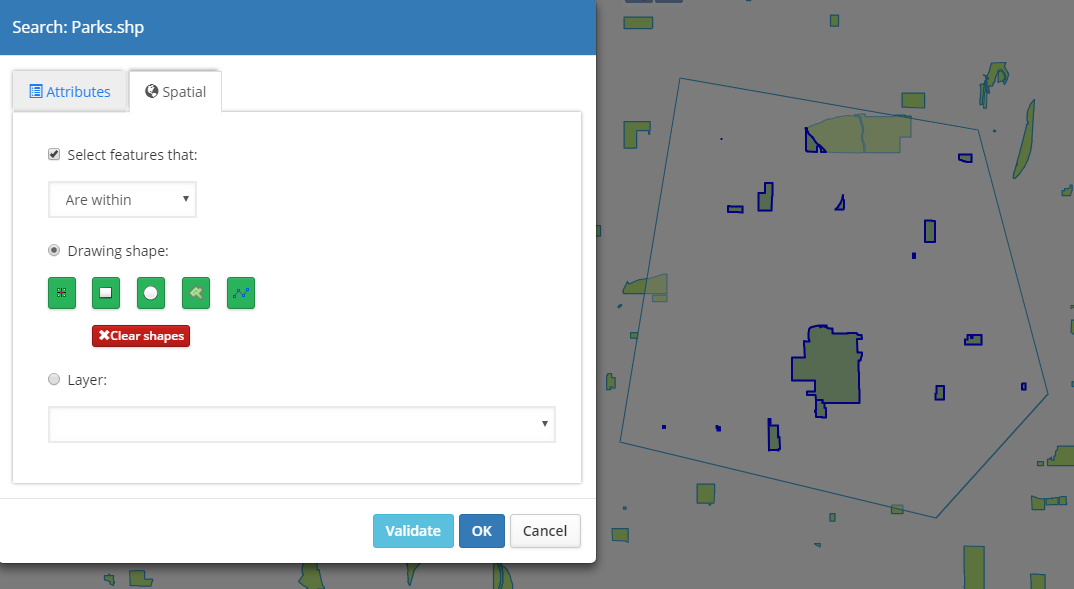 Search: Parks.shp
Attributes
Spatial
Select features that:
Are within
Drawing shape:
Clear shapes
Layer:
Validate
OK
Cancel